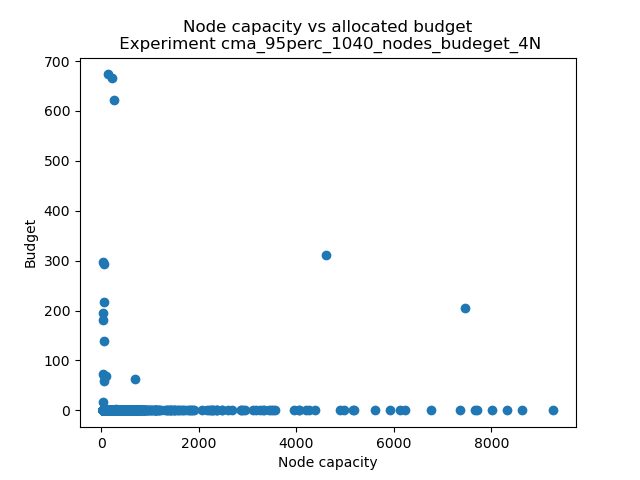 Node capacity vs allocated budget
Experiment cma_95perc_1040_nodes_budeget_4N
700
600
500
400
300
200
100
0
Budget
0 2000 4000 6000 8000
Node capacity